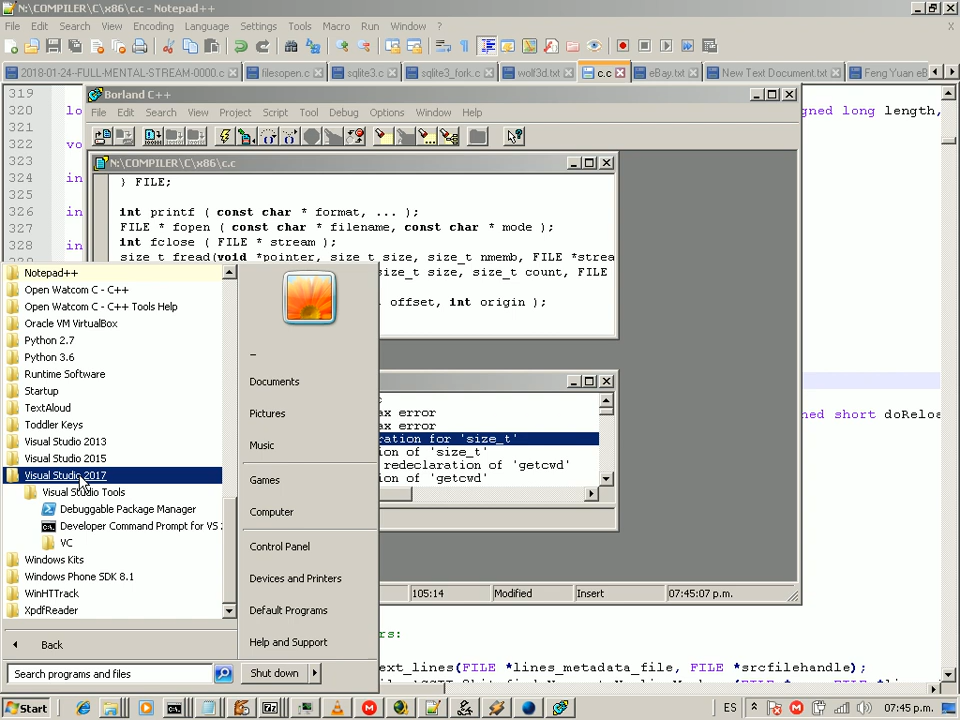 N:\COMPILER\C\x86\c.c - Notepad++
File Edit Search View Encoding Language Settings Tools Macro Run Window ?
2018-01-24--FULL-MENTAL-STREAM-0000.c filesopen.c sqlite3.c sqlite3_fork.c wolf3d.txt c.c eBay.txt New Text Document.txt Feng Yuan eBay
319
320 lo gned long length,
321
322 vo
323
324 in
325
326 in
327
328 in
Borland C++
File Edit Search View Project Script Tool Debug Options Window Help
N:\COMPILER\C\x86\c.c
} FILE;
int printf ( const char * format, ... );
FILE * fopen ( const char * filename, const char * mode );
int fclose ( FILE * stream );
size_t fread(void *pointer, size_t size, size_t nmemb, FILE *strea
size_t size, size_t count, FILE
offset, int origin );
ax error
ax error
ration for 'size_t'
ion of 'size_t'
redeclaration of 'getcwd'
ion of 'getcwd'
ned short doReloa
105:14 Modified Insert 07:45:07 p.m.
rs:
ext_lines(FILE *lines_metadata_file, FILE *srcfilehandle);
Notepad++
Open Watcom C - C++
Open Watcom C - C++ Tools Help
Oracle VM VirtualBox
Python 2.7
Python 3.6
Runtime Software
Startup
TextAloud
Toddler Keys
Visual Studio 2013
Visual Studio 2015
Visual Studio 2017
Visual Studio Tools
Debuggable Package Manager
Developer Command Prompt for VS 2
VC
Windows Kits
Windows Phone SDK 8.1
WinHTTrack
XpdfReader
Back
Search programs and files
Documents
Pictures
Music
Games
Computer
Control Panel
Devices and Printers
Default Programs
Help and Support
Shut down
Start ES 07:45 p.m.